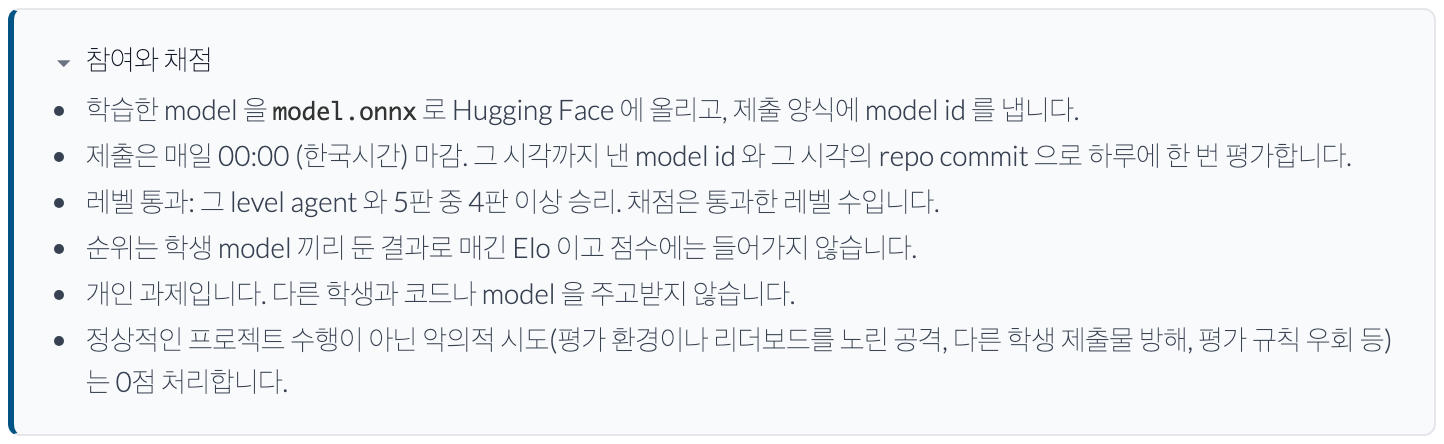 참여와 채점
학습한 model 을 model.onnx 로 Hugging Face 에 올리고, 제출 양식에 model id 를 냅니다.
제출은 매일 00:00 (한국시간) 마감. 그 시각까지 낸 model id 와 그 시각의 repo commit 으로 하루에 한 번 평가합니다.
레벨 통과: 그 level agent 와 5판 중 4판 이상 승리. 채점은 통과한 레벨 수입니다.
순위는 학생 model 끼리 둔 결과로 매긴 Elo 이고 점수에는 들어가지 않습니다.
개인 과제입니다. 다른 학생과 코드나 model 을 주고받지 않습니다.
정상적인 프로젝트 수행이 아닌 악의적 시도(평가 환경이나 리더보드를 노린 공격, 다른 학생 제출물 방해, 평가 규칙 우회 등)
는 0점 처리합니다.